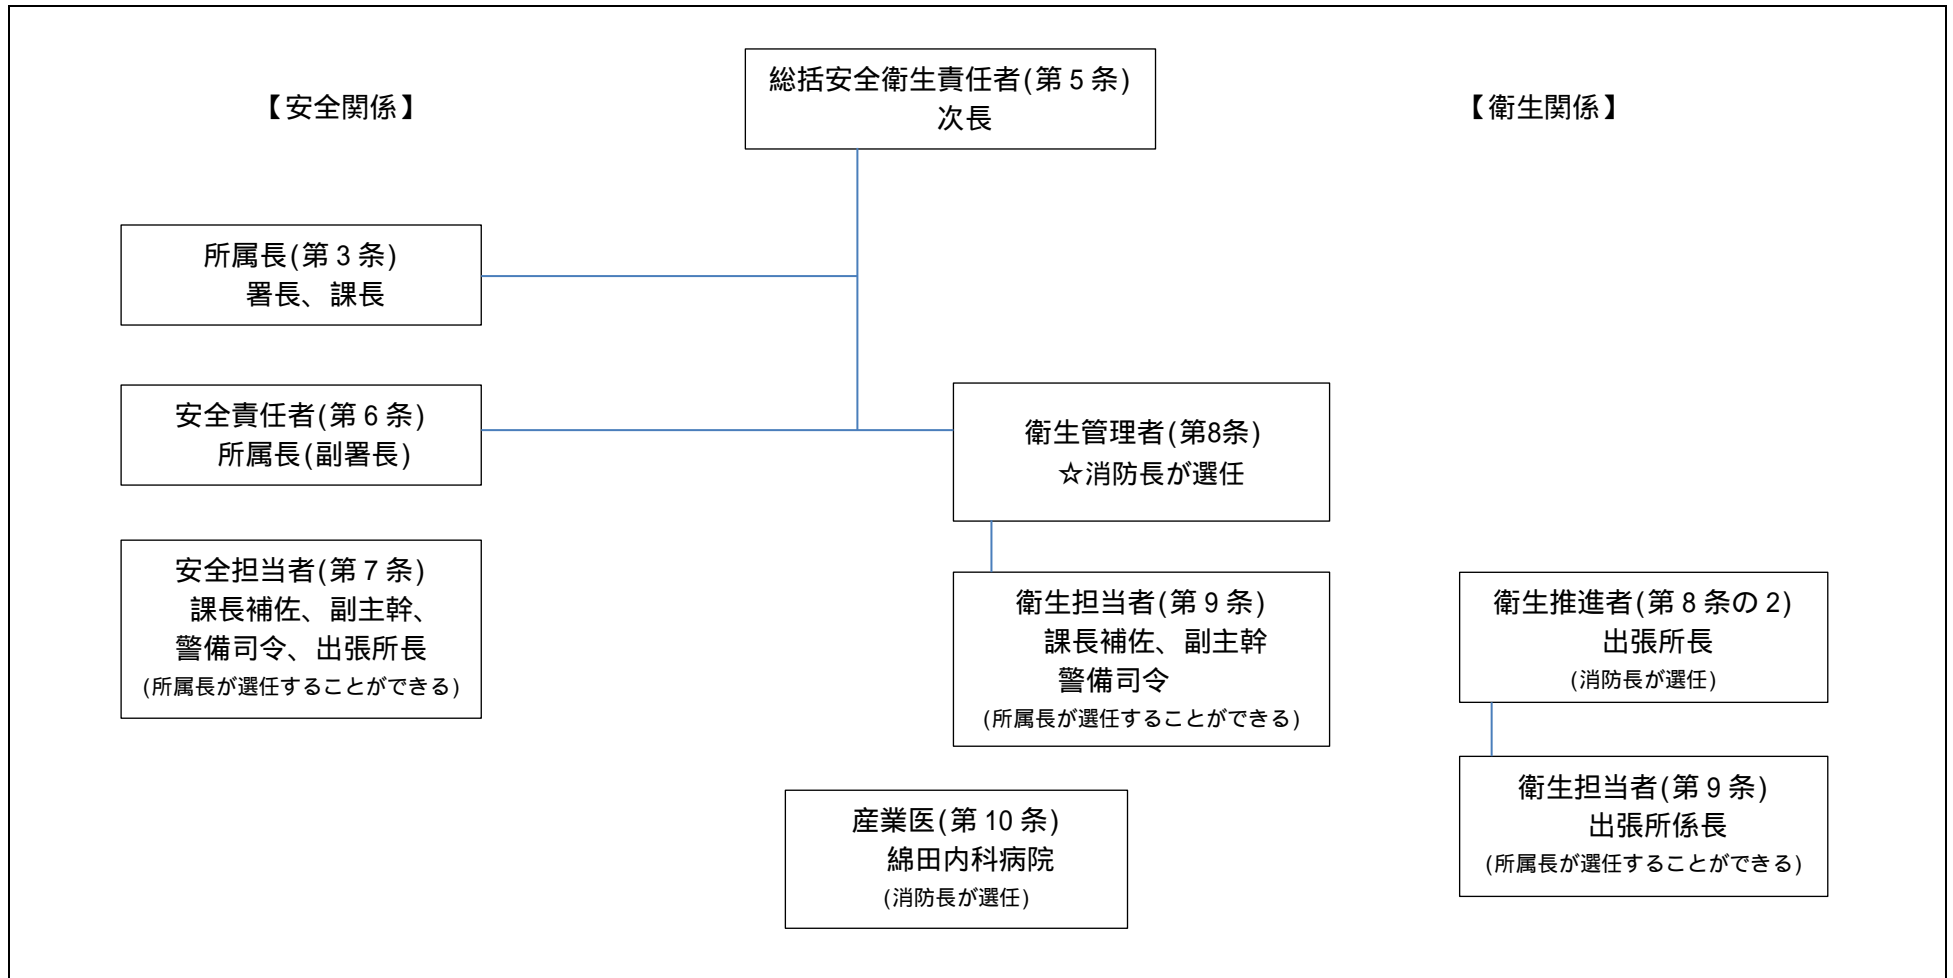 総括安全衛生責任者(第5条)
次長
【安全関係】
【衛生関係】
所属長(第3条)
署長、課長
安全責任者(第6条)
所属長(副署長)
衛生管理者(第8条)
☆消防長が選任
安全担当者(第7条)
課長補佐、副主幹、
警備司令、出張所長
(所属長が選任することができる)
衛生担当者(第9条)
課長補佐、副主幹
警備司令
(所属長が選任することができる)
衛生推進者(第8条の2)
出張所長
(消防長が選任)
衛生担当者(第9条)
出張所係長
(所属長が選任することができる)
産業医(第10条)
綿田内科病院
(消防長が選任)